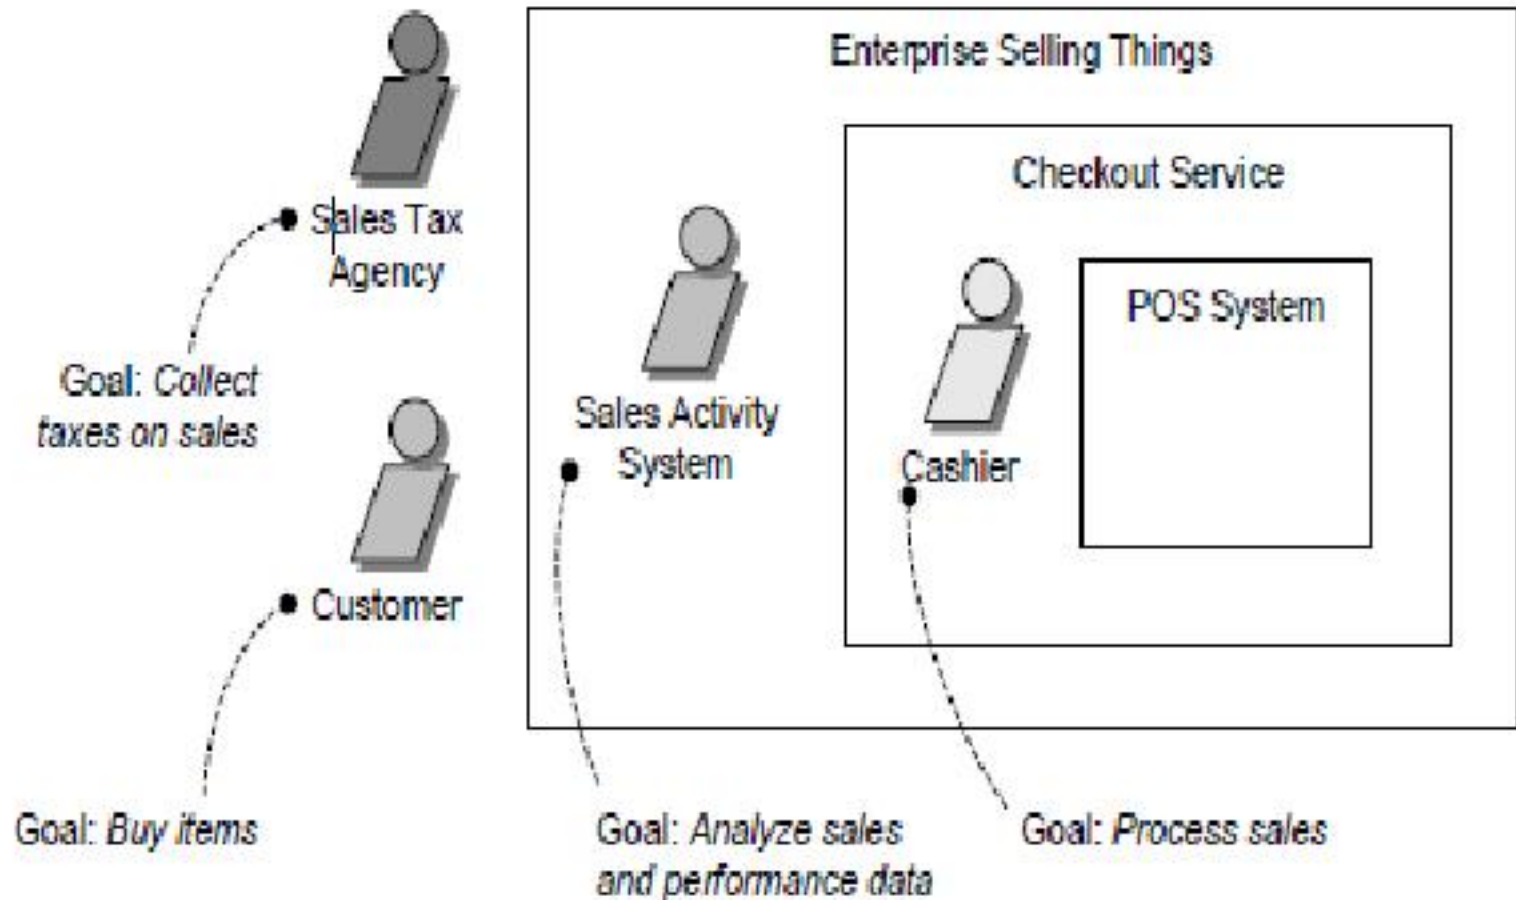 Enterprise Selling Things
Checkout Service
Sales Tax
Agency
POS System
Goal: Collect
taxes on sales
Sales Activity
System
Cashier
Customer
Goal: Buy items
Goal: Analyze sales
and performance data
Goal: Process sales